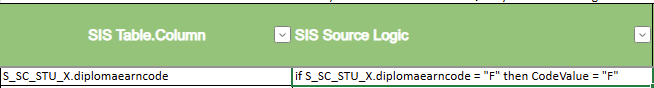 SIS Table.Column SIS Source Logic
S_SC_STU_X.diplomaearncode if S_SC_STU_X.diplomaearncode = "F" then CodeValue = "F"